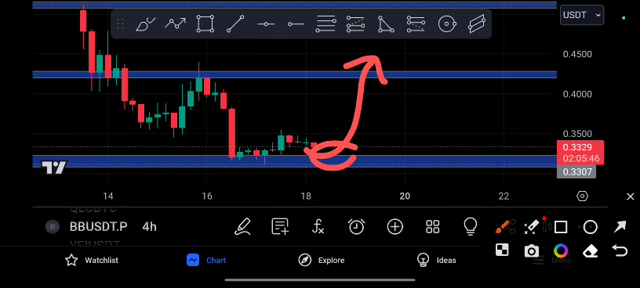 USDT
0.4500
0.4000
0.3500
0.3329
02:05:46
0.3307
14 16 18 20 22
BBUSDT.P 4h
Watchlist Chart Explore Ideas